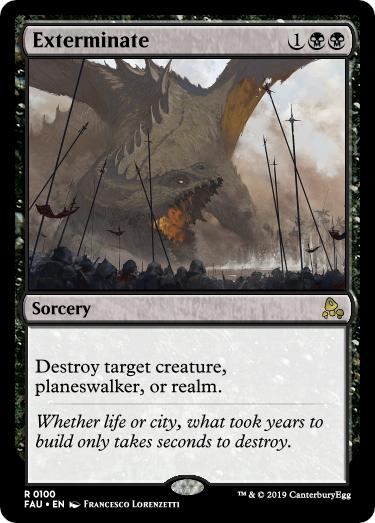 Exterminate 1
Sorcery
Destroy target creature,
planeswalker, or realm.
Whether life or city, what took years to
build only takes seconds to destroy.
R 0100
FAU • EN Francesco Lorenzetti
™ & © 2019 CanterburyEgg